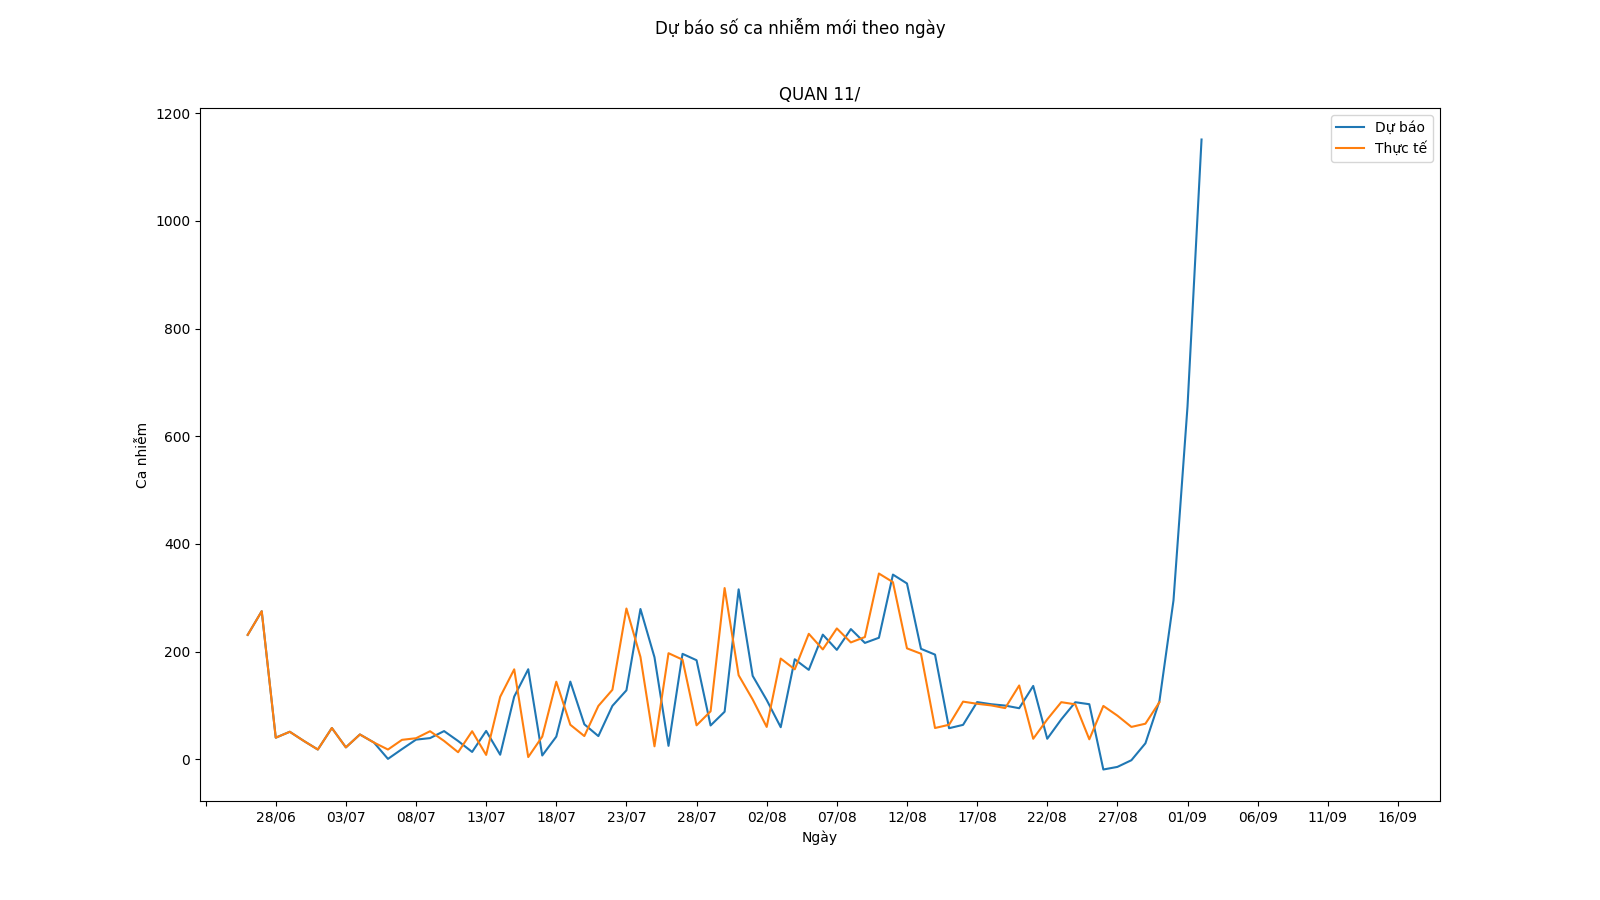 Dự báo số ca nhiễm mới theo ngày
QUAN 11/
Dự báo
Thực tế
1200
1000
800
600
400
200
0
Ca nhiễm
28/06 03/07 08/07 13/07 18/07 23/07 28/07 02/08 07/08 12/08 17/08 22/08 27/08 01/09 06/09 11/09 16/09
Ngày